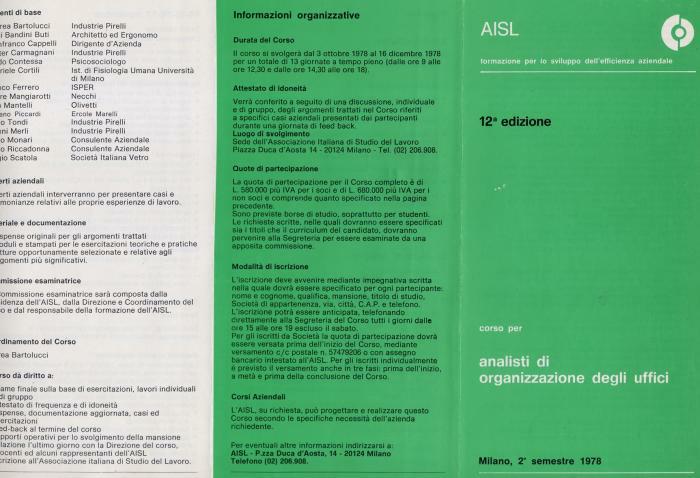 enti di base
rea Bartolucci Industrie Pirelli
i Bandini Buti Architetto ed Ergonomo
nfranco Cappelli Dirigente d'Azienda
er Carmagnani Industrie Pirelli
o Contessa Psicosociologo
riele Cortili Ist. di Fisiologia Umana Università
di Milano
co Ferrero ISPER
re Mangiarotti Necchi
Mantelli Olivetti
no Piccardi Ercole Marelli
o Tondi Industrie Pirelli
ni Merli Industrie Pirelli
o Monari Consulente Aziendale
o Riccadonna Consulente Aziendale
gio Scatola Società Italiana Vetro
erti aziendali
erti aziendali interverranno per presentare casi e
monianze relativi alle proprie esperienze di lavoro.
eriale e documentazione
spense originali per gli argomenti trattati
oduli e stampati per le esercitazioni teoriche e pratiche
tture opportunamente selezionate e relative agli
gomenti più significativi.
missione esaminatrice
ommissione esaminatrice sarà composta dalla
idenza dell'AISL, dalla Direzione e Coordinamento del
o e dal responsabile della formazione dell'AISL.
rdinamento del Corso
rea Bartolucci
rso dà diritto a:
ame finale sulla base di esercitazioni, lavori individuali
di gruppo
testato di frequenza e di idoneità
spense, documentazione aggiornata, casi ed
ercitazioni
ed-back al termine del corso
pporti operativi per lo svolgimento della mansione
lazione l'ultimo giorno con la Direzione del corso,
ocenti ed alcuni rappresentanti dell'AISL
crizione all'Associazione italiana di Studio del Lavoro.
Informazioni organizzative
Durata del Corso
Il corso si svolgerà dal 3 ottobre 1978 al 16 dicembre 1978
per un totale di 13 giornate a tempo pieno (dalle ore 9 alle
ore 12,30 e dalle ore 14,30 alle ore 18).
Attestato di idoneità
Verrà conferito a seguito di una discussione, individuale
e di gruppo, degli argomenti trattati nel Corso riferiti
a specifici casi aziendali presentati dai partecipanti
durante una giornata di feed back.
Luogo di svolgimento
Sede dell'Associazione Italiana di Studio del Lavoro
Piazza Duca d'Aosta 14 - 20124 Milano - Tel. (02) 206.908.
Quote di partecipazione
La quota di partecipazione per il Corso completo è di
L. 580.000 più IVA per i soci e di L. 680.000 più IVA per i
non soci e comprende quanto specificato nella pagina
precedente.
Sono previste borse di studio, soprattutto per studenti.
Le richieste scritte, nelle quali dovranno essere specificati
sia i titoli che il curriculum del candidato, dovranno
pervenire alla Segreteria per essere esaminate da una
apposita commissione.
Modalità di iscrizione
L'iscrizione deve avvenire mediante impegnativa scritta
nella quale dovrà essere specificato per ogni partecipante:
nome e cognome, qualifica, mansione, titolo di studio,
Società di appartenenza, via, città, C.A.P. e telefono.
L'iscrizione potrà essere anticipata, telefonando
direttamente alla Segreteria del Corso tutti i giorni dalle
ore 15 alle ore 19 escluso il sabato.
Per gli iscritti da Società la quota di partecipazione dovrà
essere versata prima dell'inizio del Corso, mediante
versamento c/c postale n. 57479206 o con assegno
bancario intestato all'AISL. Per gli iscritti individualmente
è previsto il versamento anche in tre fasi: prima dell'inizio,
a metà e prima della conclusione del Corso.
Corsi Aziendali
L'AISL, su richiesta, può progettare e realizzare questo
Corso secondo le specifiche necessità dell'azienda
richiedente.
Per eventuali altre informazioni indirizzarsi a:
AISL - P.zza Duca d'Aosta, 14 - 20124 Milano
Telefono (02) 206.908.
AISL
formazione per lo sviluppo dell'efficienza aziendale
12ª edizione
corso per
analisti di
organizzazione degli uffici
Milano, 2° semestre 1978